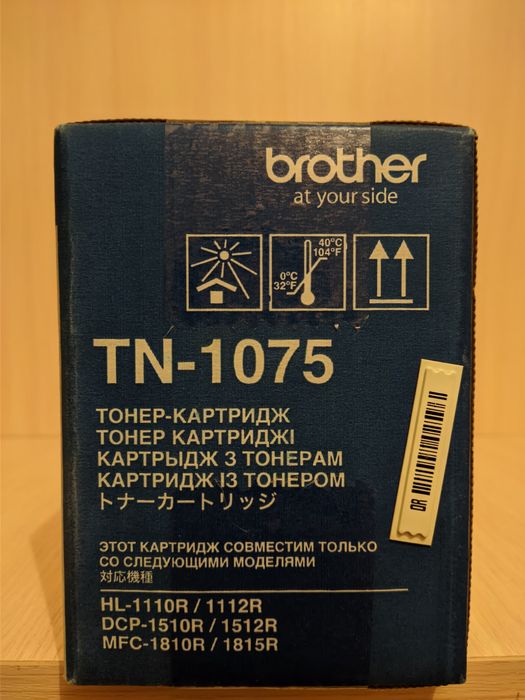 brother
at your side
40°C
104°F
0°C
32°F
TN-1075
ТОНЕР-КАРТРИДЖ
ТОНЕР КАРТРИДЖІ
КАРТРЫДЖ З ТОНЕРАМ
КАРТРИДЖ ІЗ ТОНЕРОМ
トナーカートリッジ
DR
ЭТОТ КАРТРИДЖ СОВМЕСТИМ ТОЛЬКО
СО СЛЕДУЮЩИМИ МОДЕЛЯМИ
対応機種
HL-1110R / 1112R
DCP-1510R / 1512R
MFC-1810R / 1815R